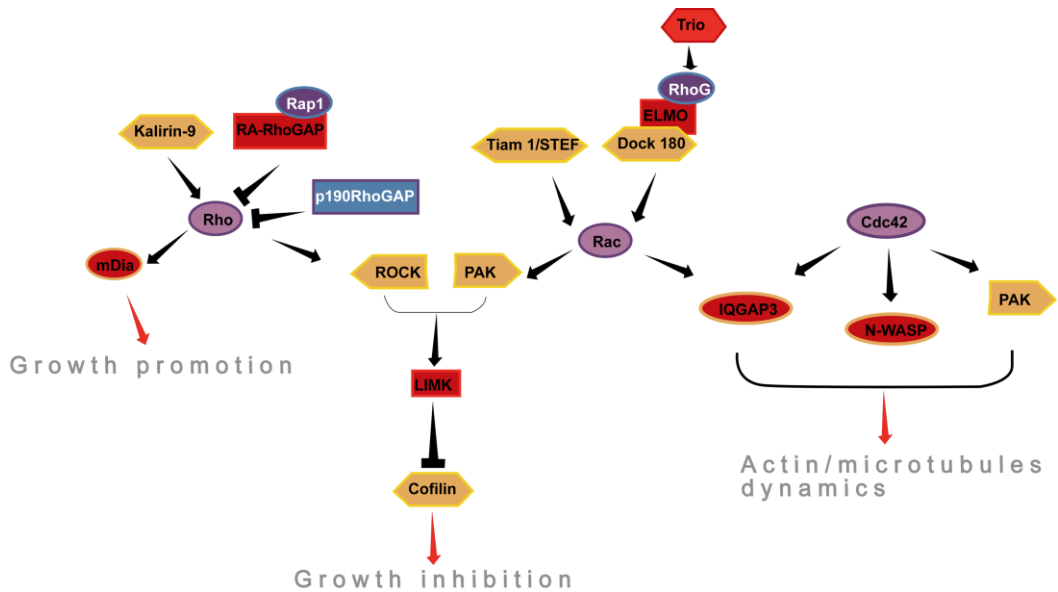 Trio
RhoG
ELMO
Dock 180
Tiam 1/STEF
Rap1
RA-RhoGAP
Kalirin-9
p190RhoGAP
Rho
Rac
Cdc42
mDia
ROCK
PAK
IQGAP3
N-WASP
PAK
Growth promotion
LIMK
Cofilin
Actin/microtubules
dynamics
Growth inhibition